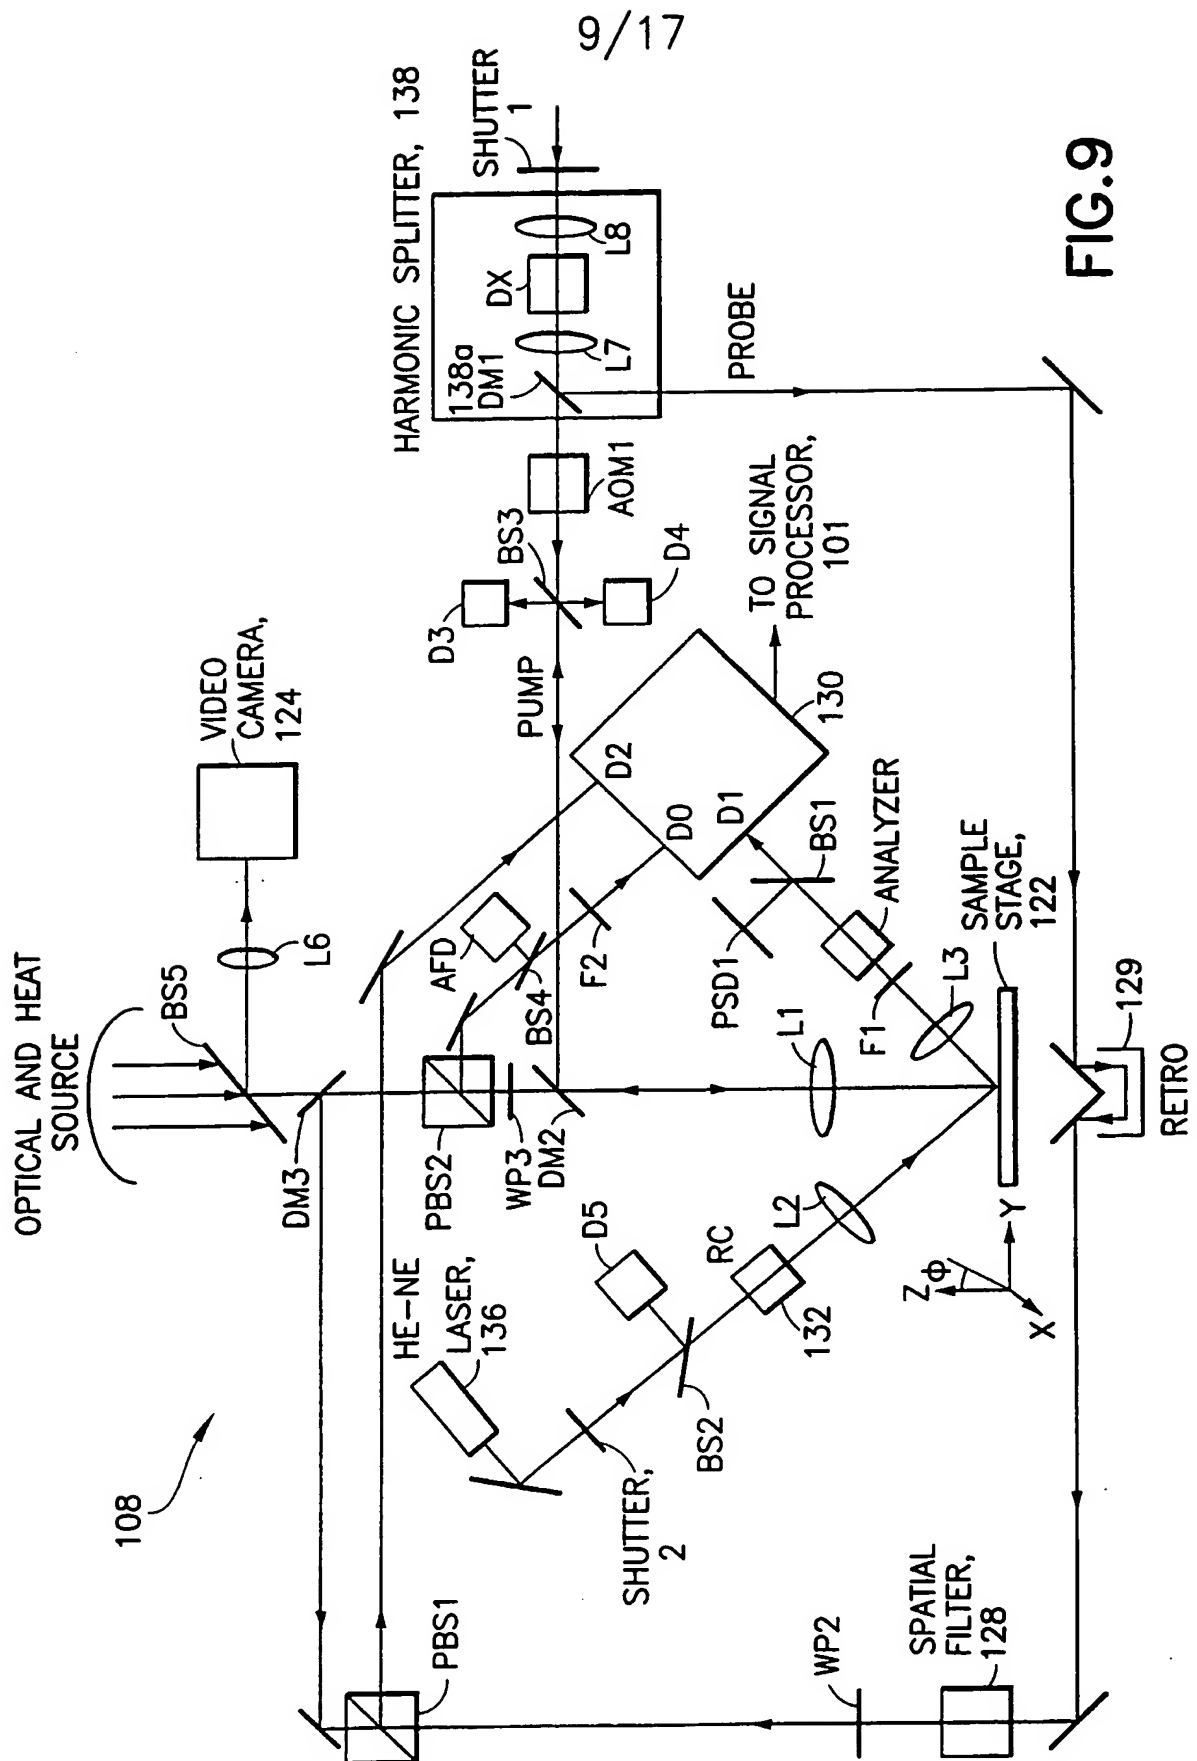 9/17
OPTICAL AND HEAT
SOURCE
BS5
L6
VIDEO
CAMERA,
124
HARMONIC SPLITTER, 138
SHUTTER
1
138a
DM1
DX
L7
L8
AOM1
BS3
D3
D4
PUMP
PROBE
TO SIGNAL
PROCESSOR,
101
130
D2
D0
D1
BS1
ANALYZER
PSD1
F1
L3
SAMPLE
STAGE,
122
129
RETRO
L1
AFD
BS4
F2
DM3
PBS2
WP3
DM2
HE-NE
LASER,
136
D5
RC
132
L2
BS2
SHUTTER,
2
Z
Φ
Y
X
108
PBS1
WP2
SPATIAL
FILTER,
128
FIG.9